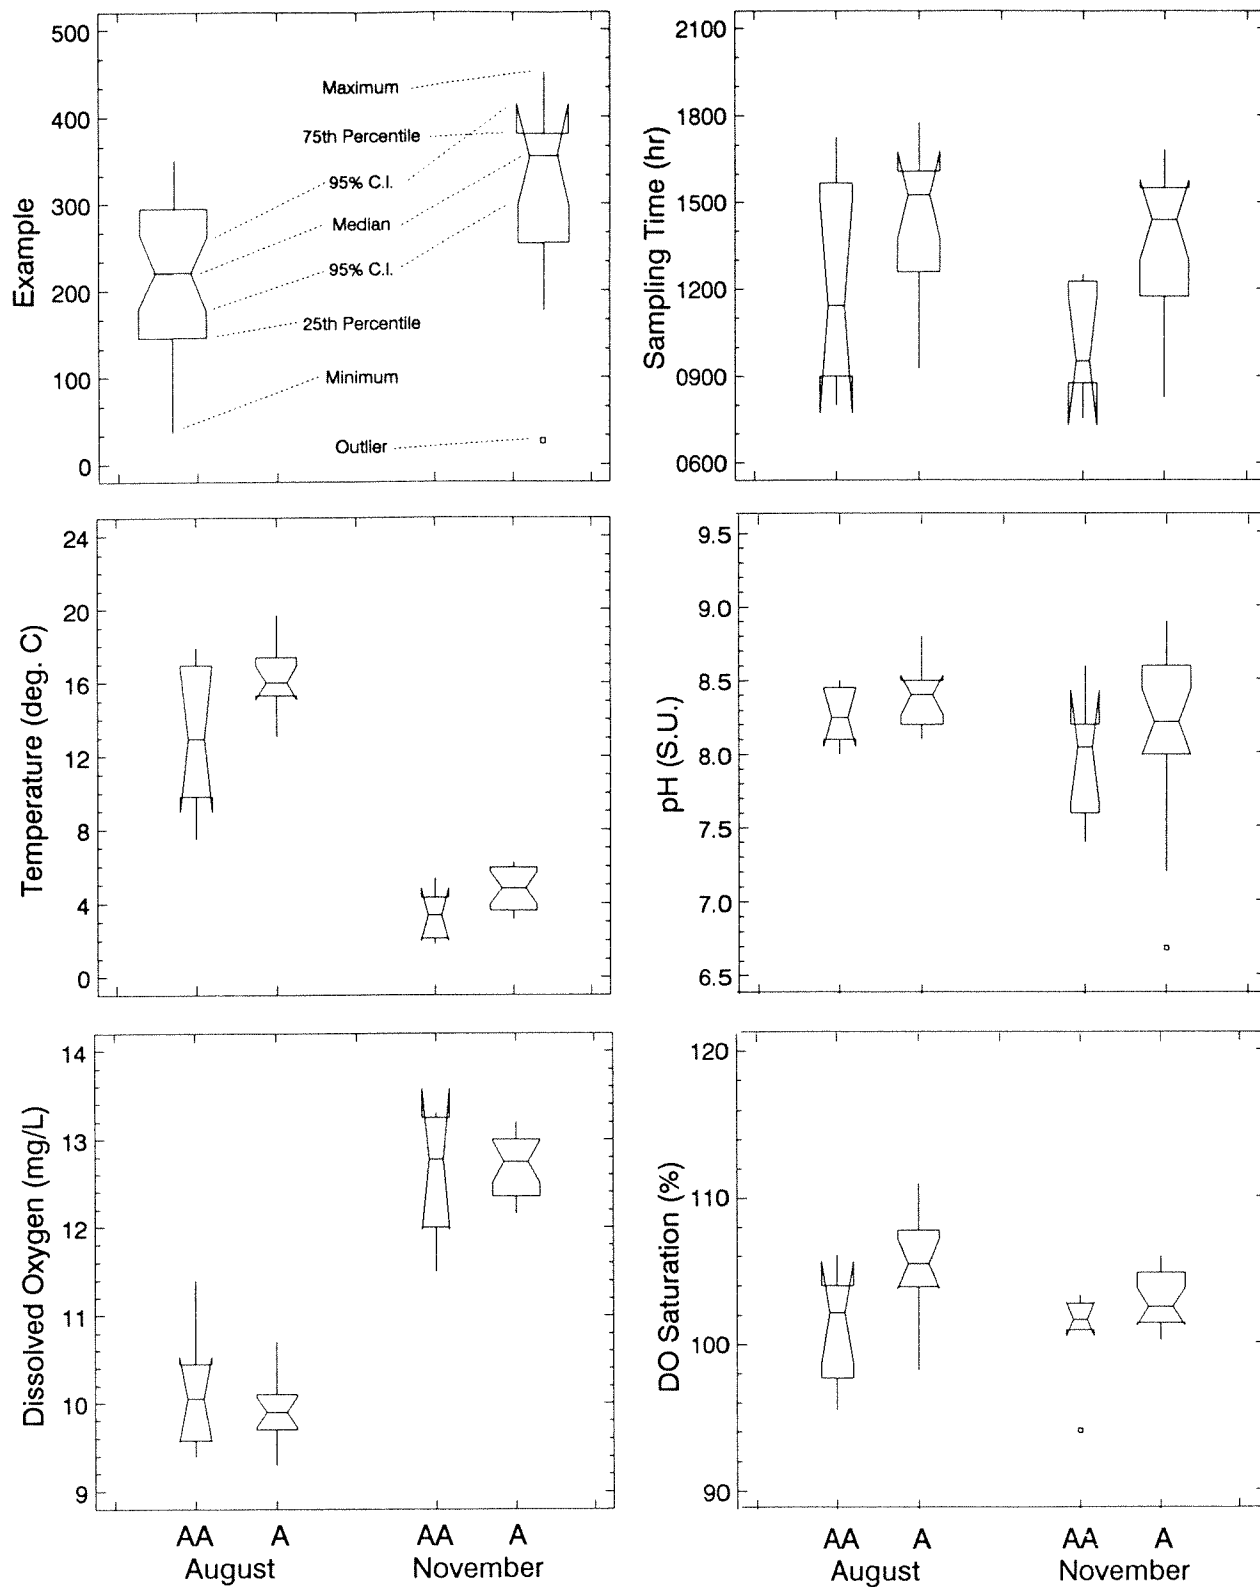 Example
500
400
300
200
100
0
Maximum
75th Percentile
95% C.I.
Median
95% C.I.
25th Percentile
Minimum
Outlier
Sampling Time (hr)
2100
1800
1500
1200
0900
0600
Temperature (deg. C)
24
20
16
12
8
4
0
pH (S.U.)
9.5
9.0
8.5
8.0
7.5
7.0
6.5
Dissolved Oxygen (mg/L)
14
13
12
11
10
9
AA A AA A
August November
DO Saturation (%)
120
110
100
90
AA A AA A
August November